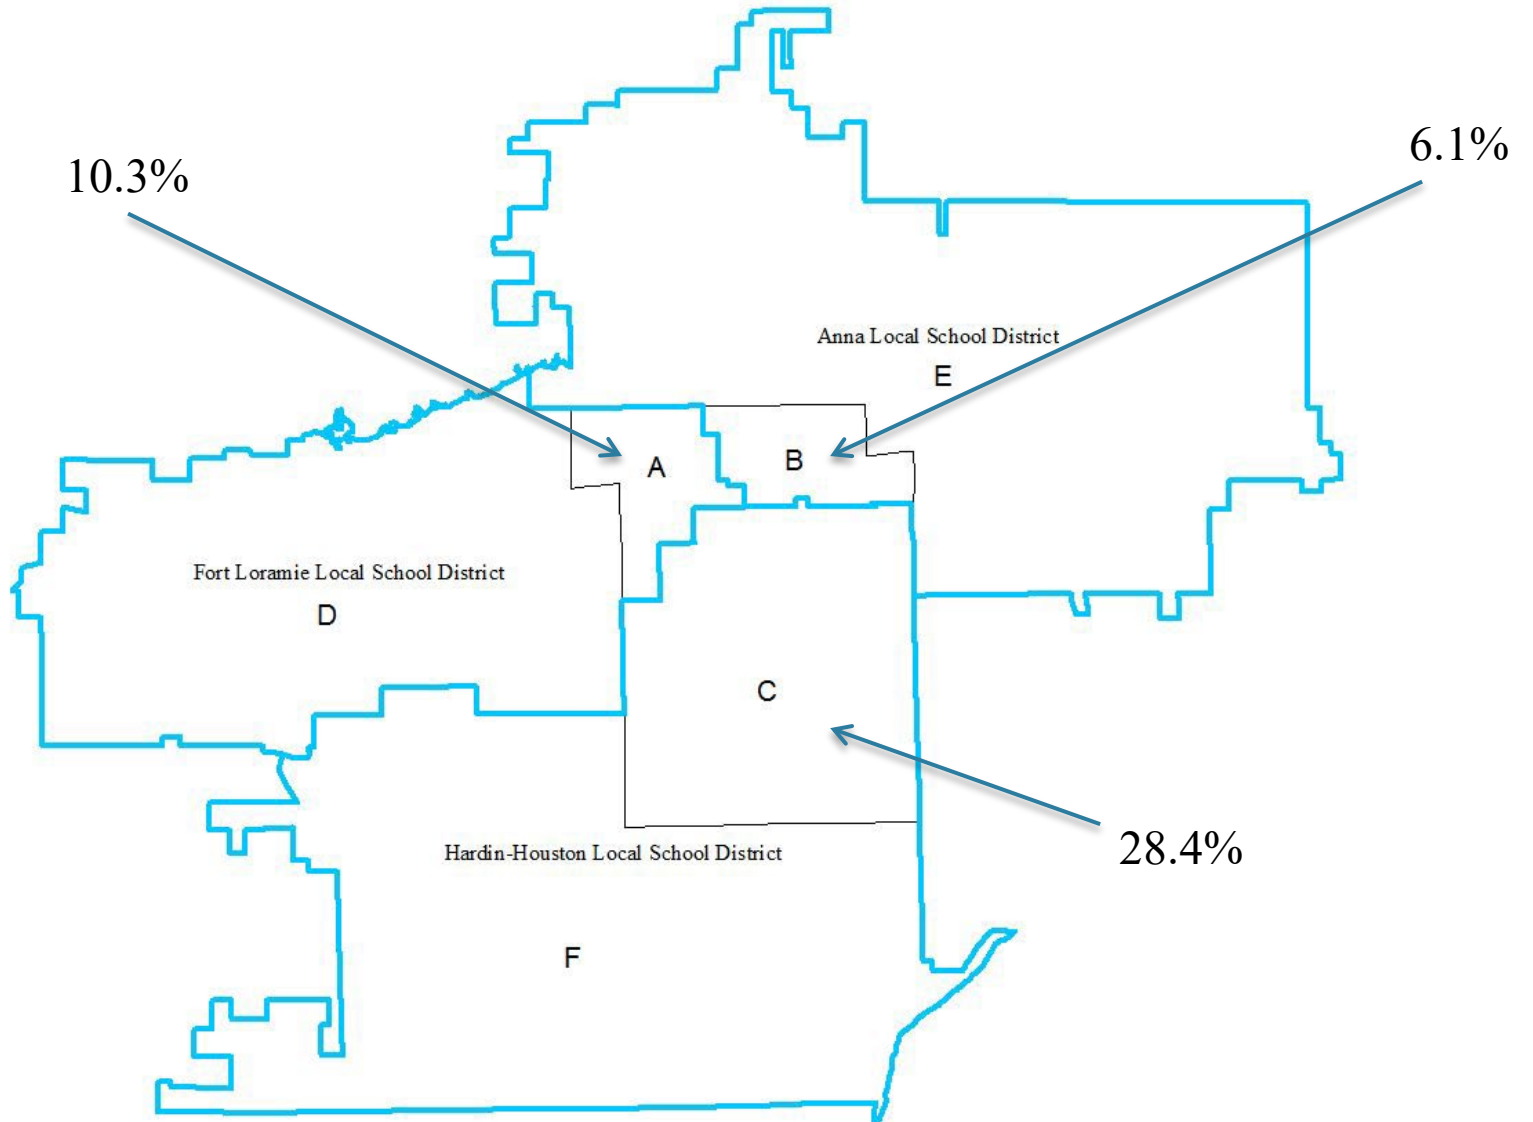 6.1%
10.3%
Anna Local School District
E
A
B
Fort Loramie Local School District
D
C
28.4%
Hardin-Houston Local School District
F